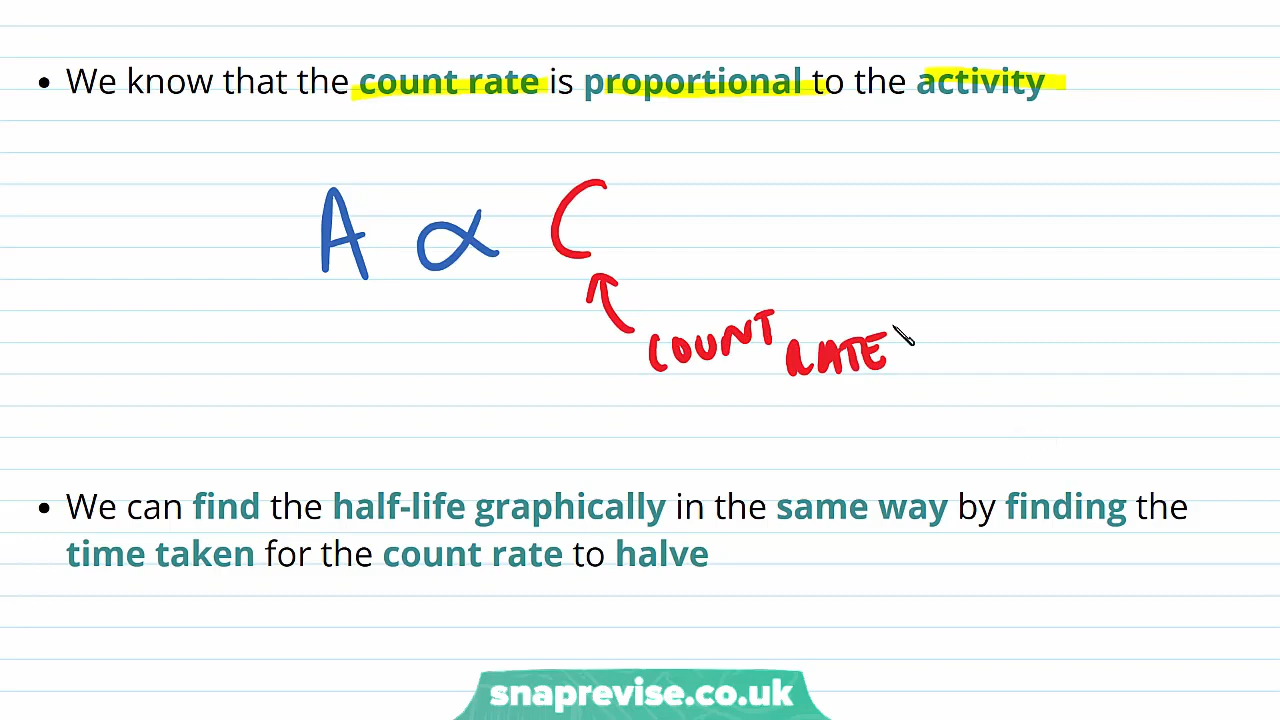 • We know that the count rate is proportional to the activity
A ∝ C
COUNT RATE
• We can find the half-life graphically in the same way by finding the
time taken for the count rate to halve
snaprevise.co.uk